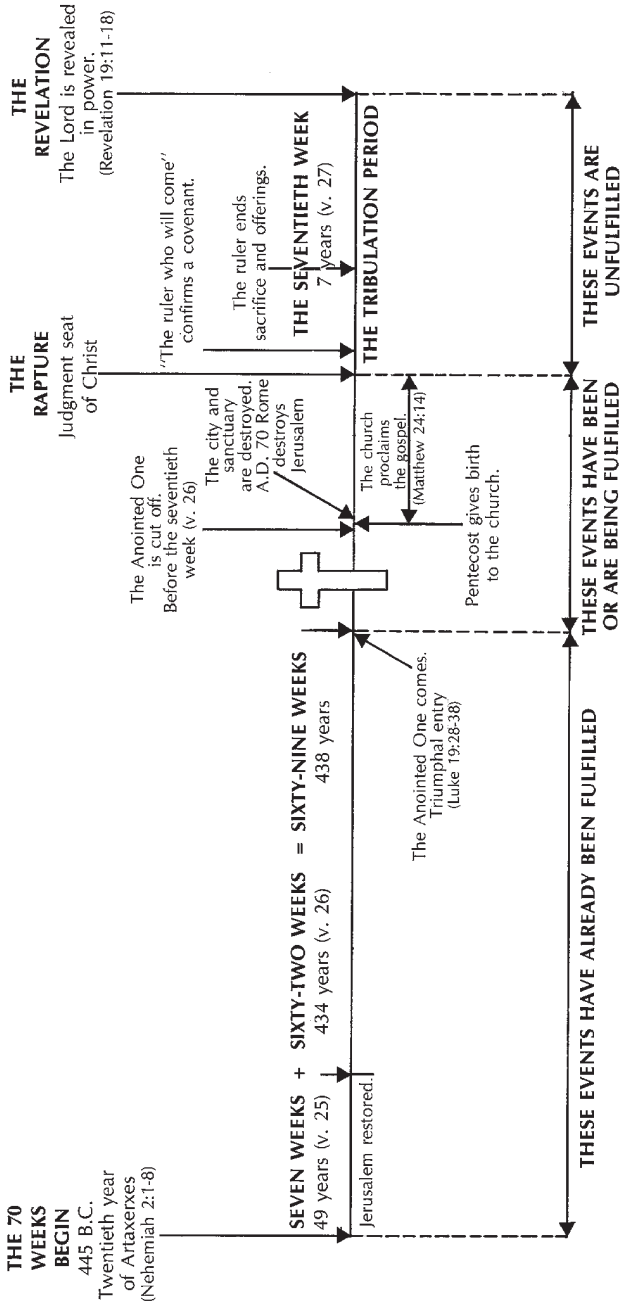 THE 70
WEEKS
BEGIN
445 B.C.
Twentieth year
of Artaxerxes
(Nehemiah 2:1-8)
SEVEN WEEKS + SIXTY-TWO WEEKS = SIXTY-NINE WEEKS
49 years (v. 25) 434 years (v. 26) 438 years
Jerusalem restored.
The Anointed One comes.
Triumphal entry
(Luke 19:28-38)
The Anointed One
is cut off.
Before the seventieth
week (v. 26)
The city and
sanctuary
are destroyed.
A.D. 70 Rome
destroys
Jerusalem
Pentecost gives birth
to the church.
The church
proclaims
the gospel.
(Matthew 24:14)
THE
RAPTURE
Judgment seat
of Christ
"The ruler who will come"
confirms a covenant.
The ruler ends
sacrifice and offerings.
THE SEVENTIETH WEEK
7 years (v. 27)
THE TRIBULATION PERIOD
THE
REVELATION
The Lord is revealed
in power.
(Revelation 19:11-18)
THESE EVENTS HAVE ALREADY BEEN FULFILLED
THESE EVENTS HAVE BEEN
OR ARE BEING FULFILLED
THESE EVENTS ARE
UNFULFILLED